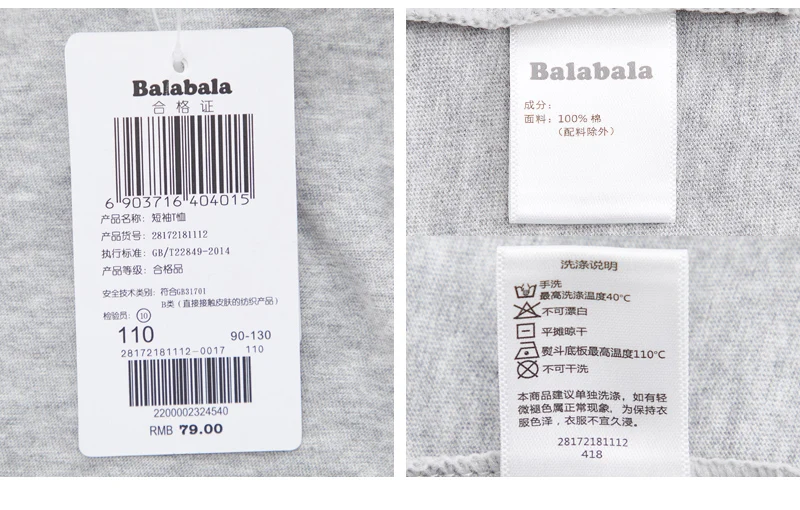 Balabala
合格证
6 903716 404015
产品名称: 短袖T恤
产品货号: 28172181112
执行标准: GB/T22849-2014
产品等级: 合格品
安全技术类别: 符合GB31701
B类 (直接接触皮肤的纺织产品)
检验员: 10
110 90-130
28172181112-0017 110
2200002324540
RMB 79.00
Balabala
成分:
面料: 100% 棉
(配料除外)
洗涤说明
手洗
最高洗涤温度40℃
不可漂白
平摊晾干
熨斗底板最高温度110℃
不可干洗
本商品建议单独洗涤, 如有轻
微褪色属正常现象, 为保持衣
服色泽, 衣服不宜久浸。
28172181112
418